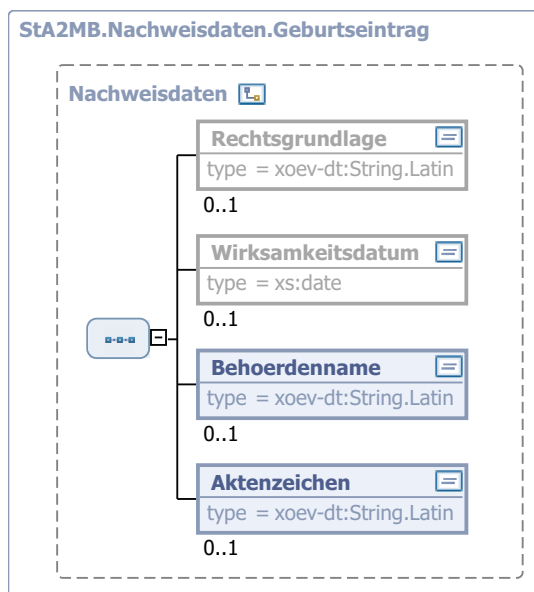 StA2MB.Nachweisdaten.Geburtseintrag
Nachweisdaten
Rechtsgrundlage
type = xoev-dt:String.Latin
0..1
Wirksamkeitsdatum
type = xs:date
0..1
Behoerdenname
type = xoev-dt:String.Latin
0..1
Aktenzeichen
type = xoev-dt:String.Latin
0..1